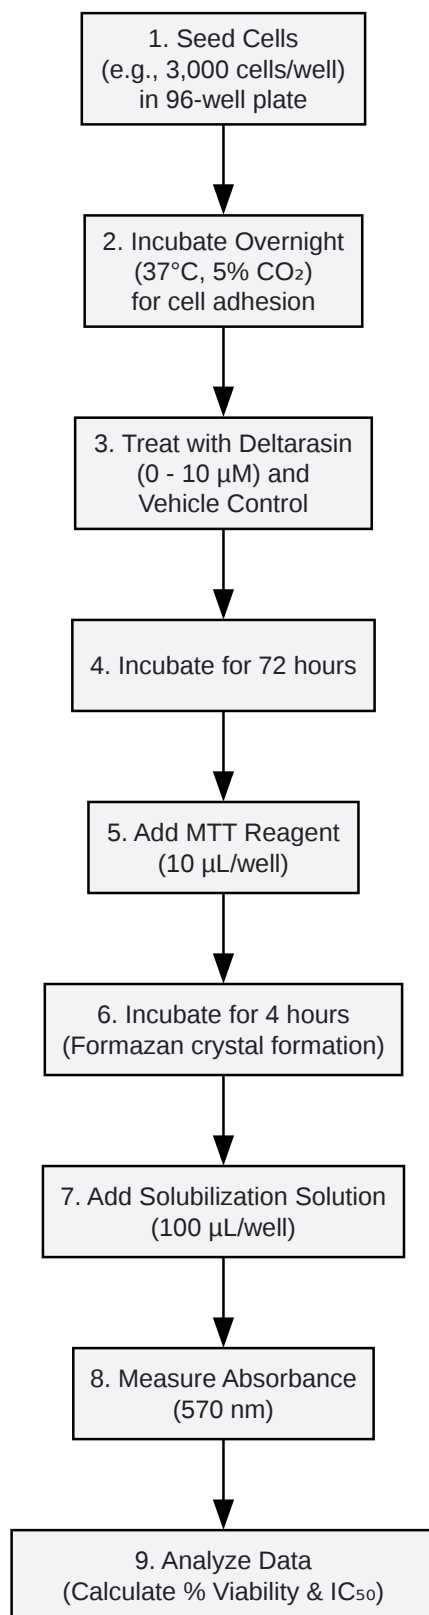 1. Seed Cells
(e.g., 3,000 cells/well)
in 96-well plate
2. Incubate Overnight
(37°C, 5% CO₂)
for cell adhesion
3. Treat with Deltarasin
(0 - 10 µM) and
Vehicle Control
4. Incubate for 72 hours
5. Add MTT Reagent
(10 µL/well)
6. Incubate for 4 hours
(Formazan crystal formation)
7. Add Solubilization Solution
(100 µL/well)
8. Measure Absorbance
(570 nm)
9. Analyze Data
(Calculate % Viability & IC₅₀)